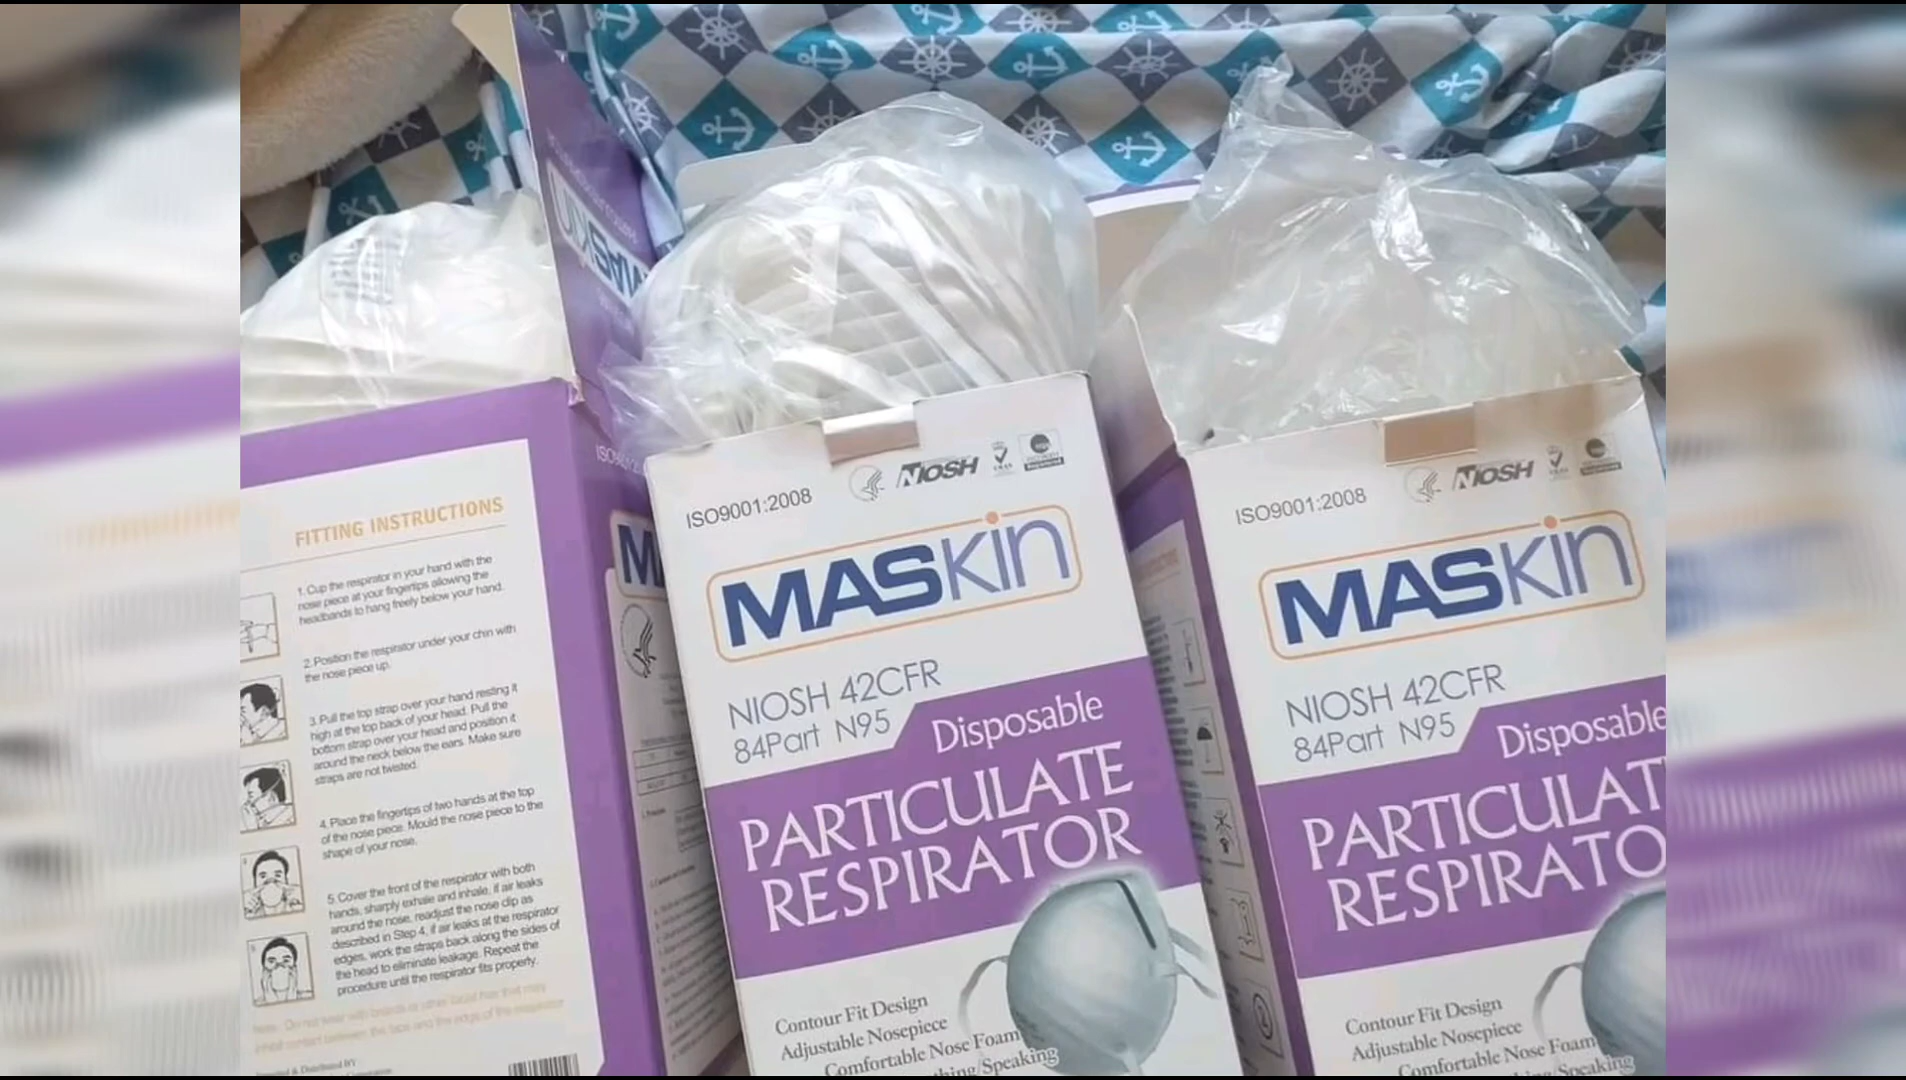 FITTING INSTRUCTIONS
1. Cup the respirator in your hand with the
nose piece at your fingertips allowing the
headbands to hang freely below your hand.
2. Position the respirator under your chin with
the nose piece up.
3. Pull the top strap over your hand resting it
high at the top back of your head. Pull the
bottom strap over your head and position it
around the neck below the ears. Make sure
straps are not twisted.
4. Place the fingertips of two hands at the top
of the nose piece. Mould the nose piece to the
shape of your nose.
5. Cover the front of the respirator with both
hands, sharply exhale and inhale, if air leaks
around the nose, readjust the nose clip as
described in Step 4, if air leaks at the respirator
edges, work the straps back along the sides of
the head to eliminate leakage. Repeat the
procedure until the respirator fits properly.
MASkin
ISO9001:2008
NIOSH
MASkin
NIOSH 42CFR
84Part N95
Disposable
PARTICULATE
RESPIRATOR
Contour Fit Design
Adjustable Nosepiece
Comfortable Nose Foam
hing/Speaking
ISO9001:2008
NIOSH
MASkin
NIOSH 42CFR
84Part N95
Disposable
PARTICULAT
RESPIRATO
Contour Fit Design
Adjustable Nosepiece
Comfortable Nose Foam
/Speaking